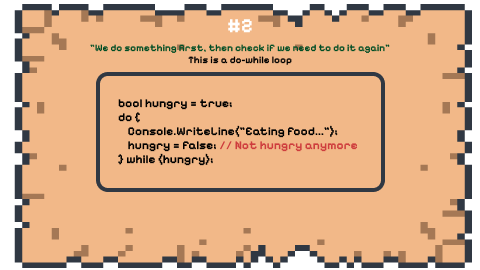 #2
"We do something first, then check if we need to do it again"
This is a do-while loop
bool hungry = true;
do {
Console.WriteLine("Eating food...");
hungry = false; // Not hungry anymore
} while (hungry);